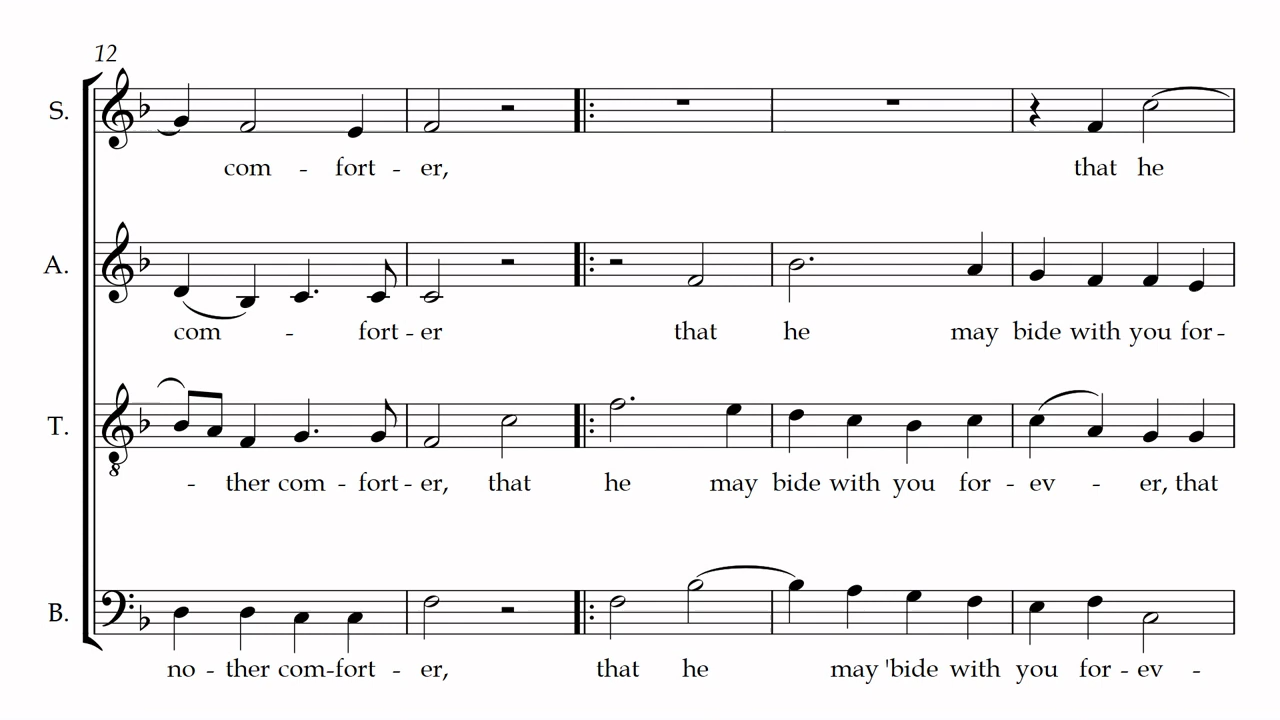 12
S.
com - fort - er, that he
A.
com - fort - er that he may bide with you for -
T.
8
- ther com - fort - er, that he may bide with you for - ev - er, that
B.
no - ther com - fort - er, that he may 'bide with you for - ev -